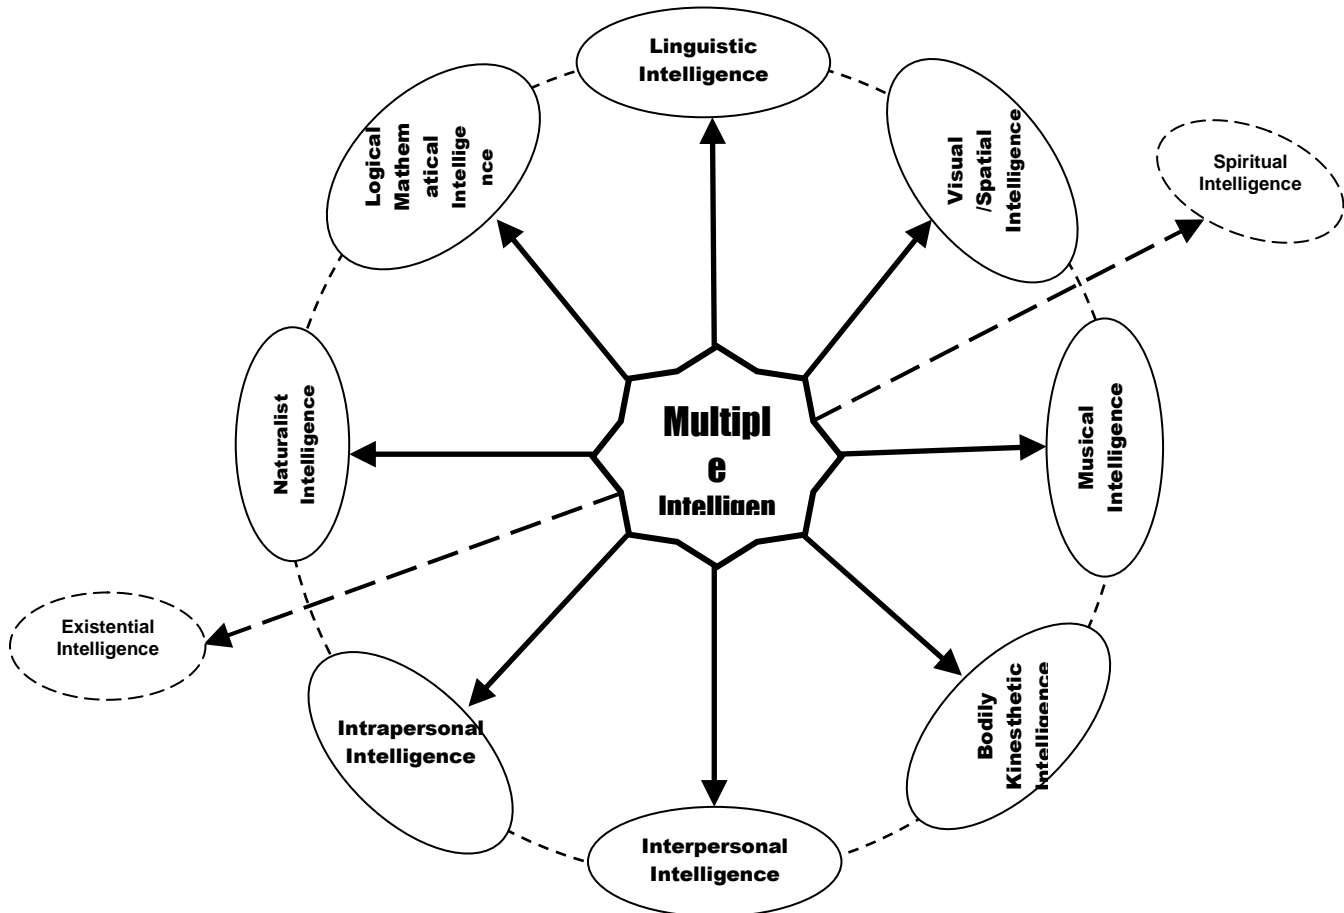 Linguistic
Intelligence
Visual
/Spatial
Intelligence
Spiritual
Intelligence
Musical
Intelligence
Bodily
Kinesthetic
Intelligence
Interpersonal
Intelligence
Intrapersonal
Intelligence
Existential
Intelligence
Naturalist
Intelligence
Logical
Mathem
atical
Intellige
nce
Multipl
e
Intelligen